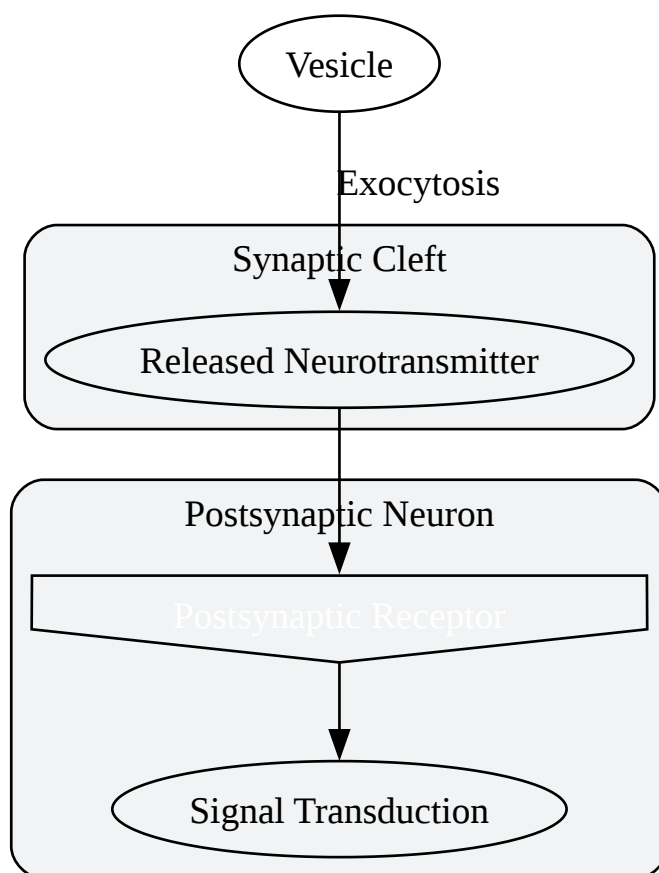 Vesicle
Exocytosis
Synaptic Cleft
Released Neurotransmitter
Postsynaptic Neuron
Postsynaptic Receptor
Signal Transduction